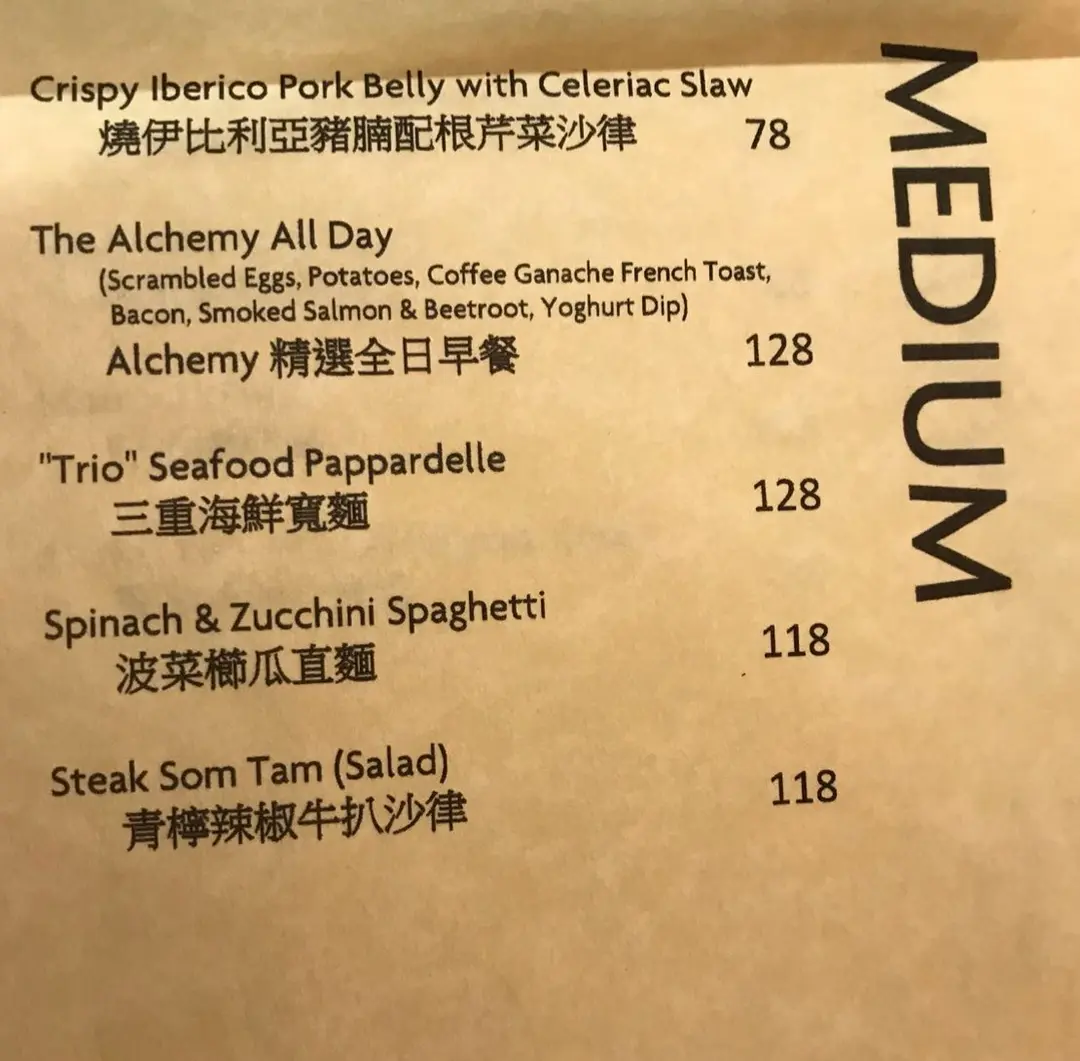 MEDIUM
Crispy Iberico Pork Belly with Celeriac Slaw
燒伊比利亞豬腩配根芹菜沙律 78
The Alchemy All Day
(Scrambled Eggs, Potatoes, Coffee Ganache French Toast,
Bacon, Smoked Salmon & Beetroot, Yoghurt Dip)
Alchemy 精選全日早餐 128
"Trio" Seafood Pappardelle
三重海鮮寬麵 128
Spinach & Zucchini Spaghetti
波菜櫛瓜直麵 118
Steak Som Tam (Salad)
青檸辣椒牛扒沙律 118